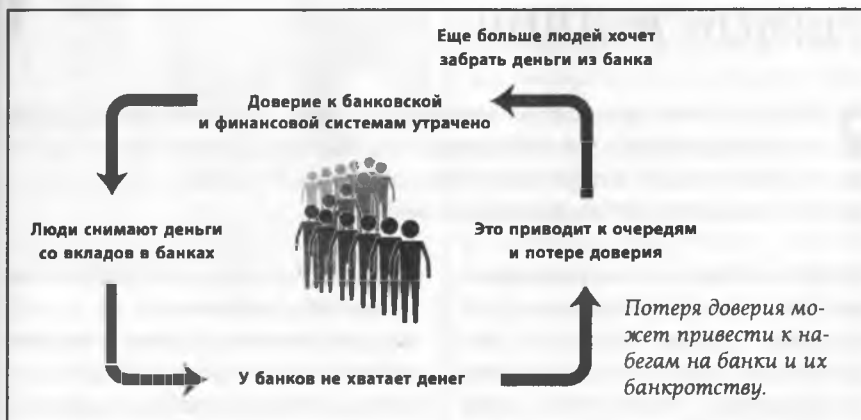 Еще больше людей хочет
забрать деньги из банка
Доверие к банковской
и финансовой системам утрачено
Люди снимают деньги
со вкладов в банках
Это приводит к очередям
и потере доверия
У банков не хватает денег
Потеря доверия мо-
жет привести к на-
бегам на банки и их
банкротству.